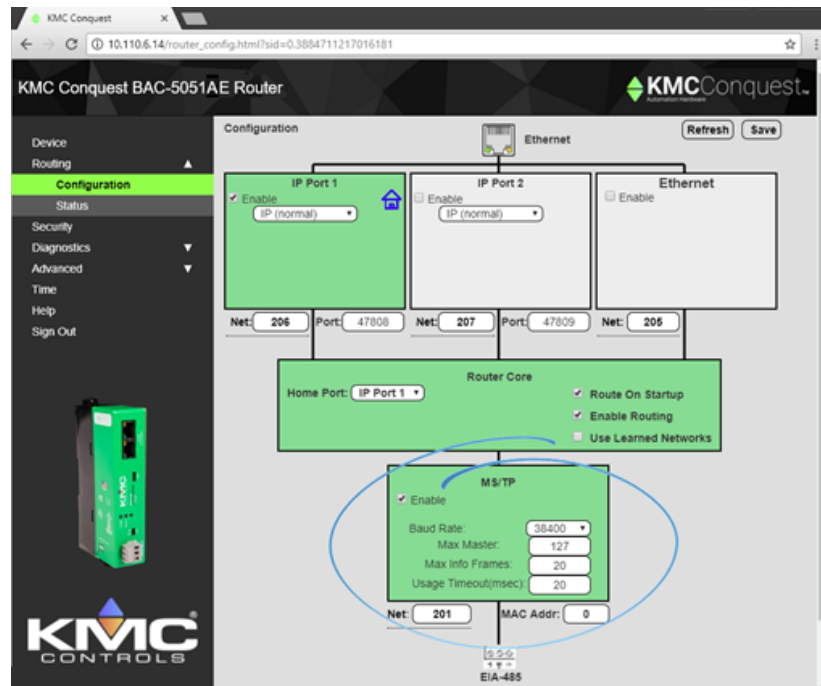 KMC Conquest
10.110.6.14/router_config.html?sid=0.3884711217016181
KMC Conquest BAC-5051AE Router
KMCConquest™
Automation Hardware
Device
Routing
Configuration
Status
Security
Diagnostics
Advanced
Time
Help
Sign Out
KMC
KMC®
CONTROLS
Configuration
Ethernet
Refresh Save
IP Port 1
Enable
IP (normal)
Net: 206 Port: 47808
IP Port 2
Enable
IP (normal)
Net: 207 Port: 47809
Ethernet
Enable
Net: 205
Router Core
Home Port: IP Port 1
Route On Startup
Enable Routing
Use Learned Networks
MS/TP
Enable
Baud Rate: 38400
Max Master: 127
Max Info Frames: 20
Usage Timeout(msec): 20
Net: 201 MAC Addr: 0
EIA-485